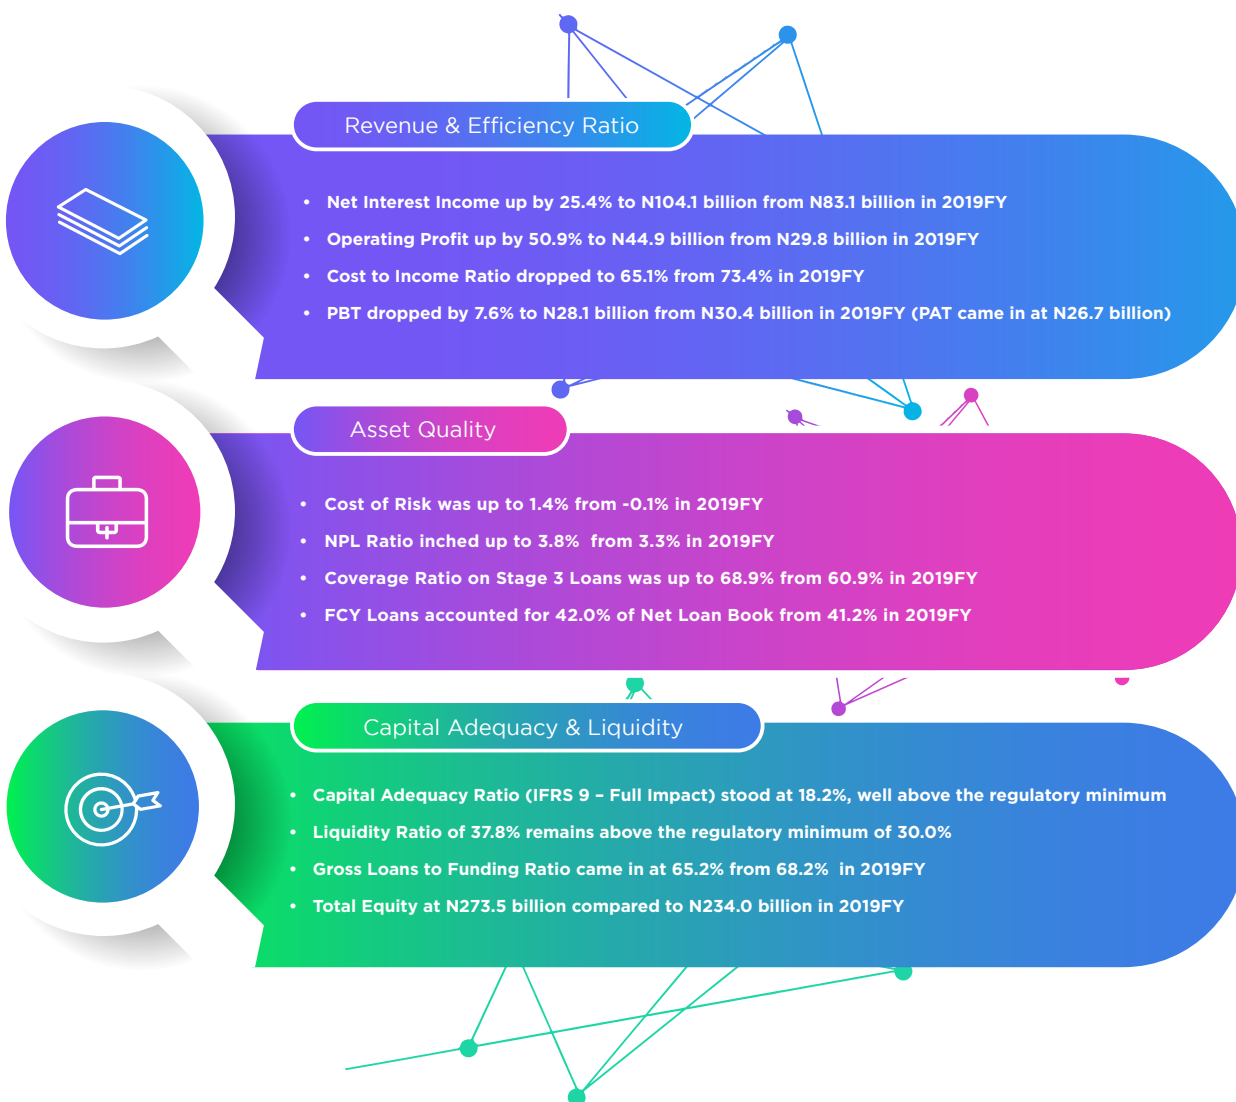 Revenue & Efficiency Ratio
• Net Interest Income up by 25.4% to N104.1 billion from N83.1 billion in 2019FY
• Operating Profit up by 50.9% to N44.9 billion from N29.8 billion in 2019FY
• Cost to Income Ratio dropped to 65.1% from 73.4% in 2019FY
• PBT dropped by 7.6% to N28.1 billion from N30.4 billion in 2019FY (PAT came in at N26.7 billion)
Asset Quality
• Cost of Risk was up to 1.4% from -0.1% in 2019FY
• NPL Ratio inched up to 3.8% from 3.3% in 2019FY
• Coverage Ratio on Stage 3 Loans was up to 68.9% from 60.9% in 2019FY
• FCY Loans accounted for 42.0% of Net Loan Book from 41.2% in 2019FY
Capital Adequacy & Liquidity
• Capital Adequacy Ratio (IFRS 9 – Full Impact) stood at 18.2%, well above the regulatory minimum
• Liquidity Ratio of 37.8% remains above the regulatory minimum of 30.0%
• Gross Loans to Funding Ratio came in at 65.2% from 68.2% in 2019FY
• Total Equity at N273.5 billion compared to N234.0 billion in 2019FY